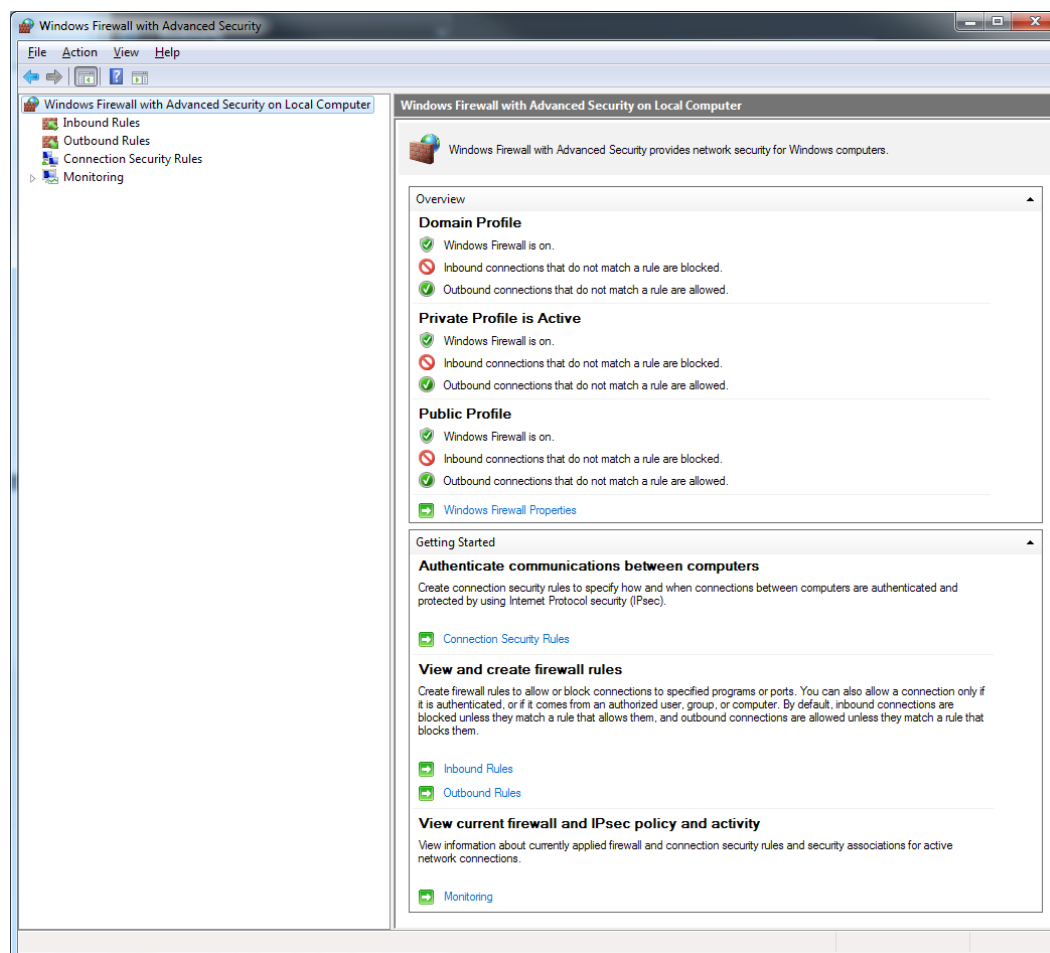 Windows Firewall with Advanced Security
File Action View Help
Windows Firewall with Advanced Security on Local Computer
Inbound Rules
Outbound Rules
Connection Security Rules
Monitoring
Windows Firewall with Advanced Security on Local Computer
Windows Firewall with Advanced Security provides network security for Windows computers.
Overview
Domain Profile
Windows Firewall is on.
Inbound connections that do not match a rule are blocked.
Outbound connections that do not match a rule are allowed.
Private Profile is Active
Windows Firewall is on.
Inbound connections that do not match a rule are blocked.
Outbound connections that do not match a rule are allowed.
Public Profile
Windows Firewall is on.
Inbound connections that do not match a rule are blocked.
Outbound connections that do not match a rule are allowed.
Windows Firewall Properties
Getting Started
Authenticate communications between computers
Create connection security rules to specify how and when connections between computers are authenticated and
protected by using Internet Protocol security (IPsec).
Connection Security Rules
View and create firewall rules
Create firewall rules to allow or block connections to specified programs or ports. You can also allow a connection only if
it is authenticated, or if it comes from an authorized user, group, or computer. By default, inbound connections are
blocked unless they match a rule that allows them, and outbound connections are allowed unless they match a rule that
blocks them.
Inbound Rules
Outbound Rules
View current firewall and IPsec policy and activity
View information about currently applied firewall and connection security rules and security associations for active
network connections.
Monitoring